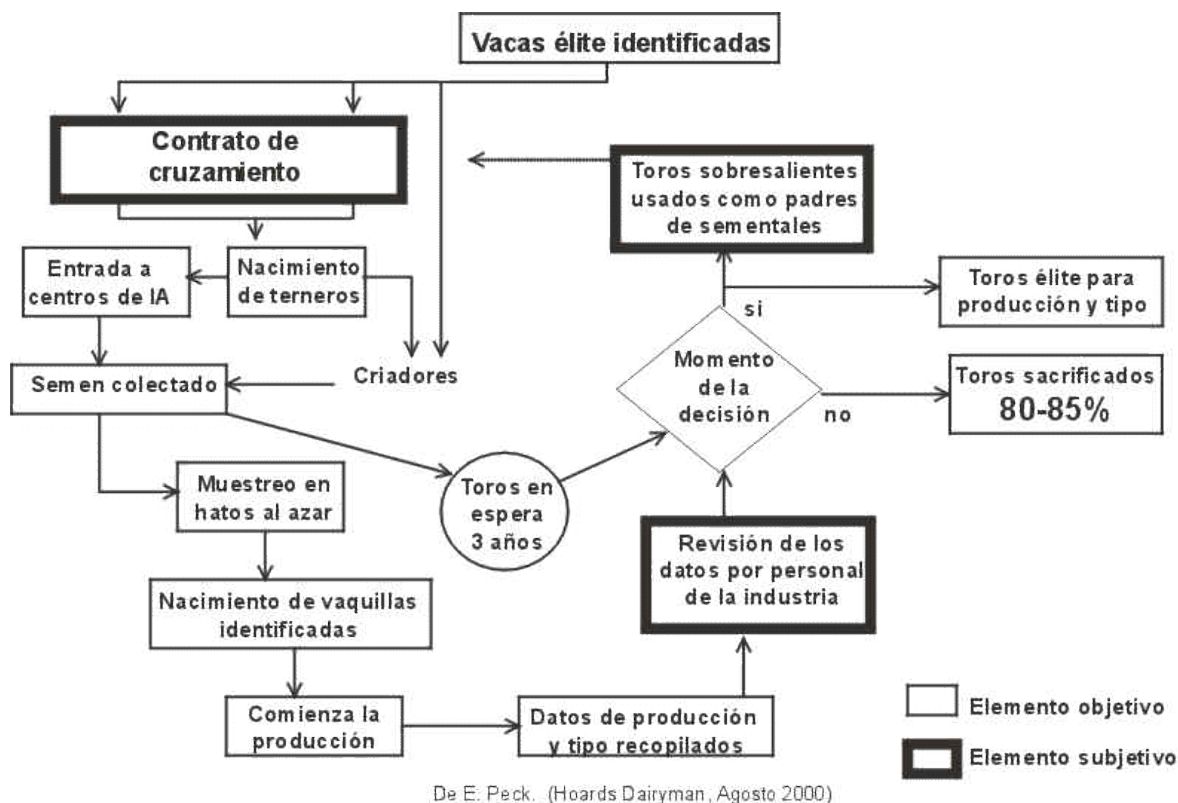 Vacas élite identificadas
Contrato de
cruzamiento
Toros sobresalientes
usados como padres
de sementales
Entrada a
centros de IA
Nacimiento
de terneros
Toros élite para
producción y tipo
si
Momento
de la
decisión
no
Toros sacrificados
80-85%
Semen colectado
Criadores
Muestreo en
hatos al azar
Toros en
espera
3 años
Revisión de los
datos por personal
de la industria
Nacimiento de vaquillas
identificadas
Comienza la
producción
Datos de producción
y tipo recopilados
Elemento objetivo
Elemento subjetivo
De E. Peck. (Hoards Dairyman, Agosto 2000)